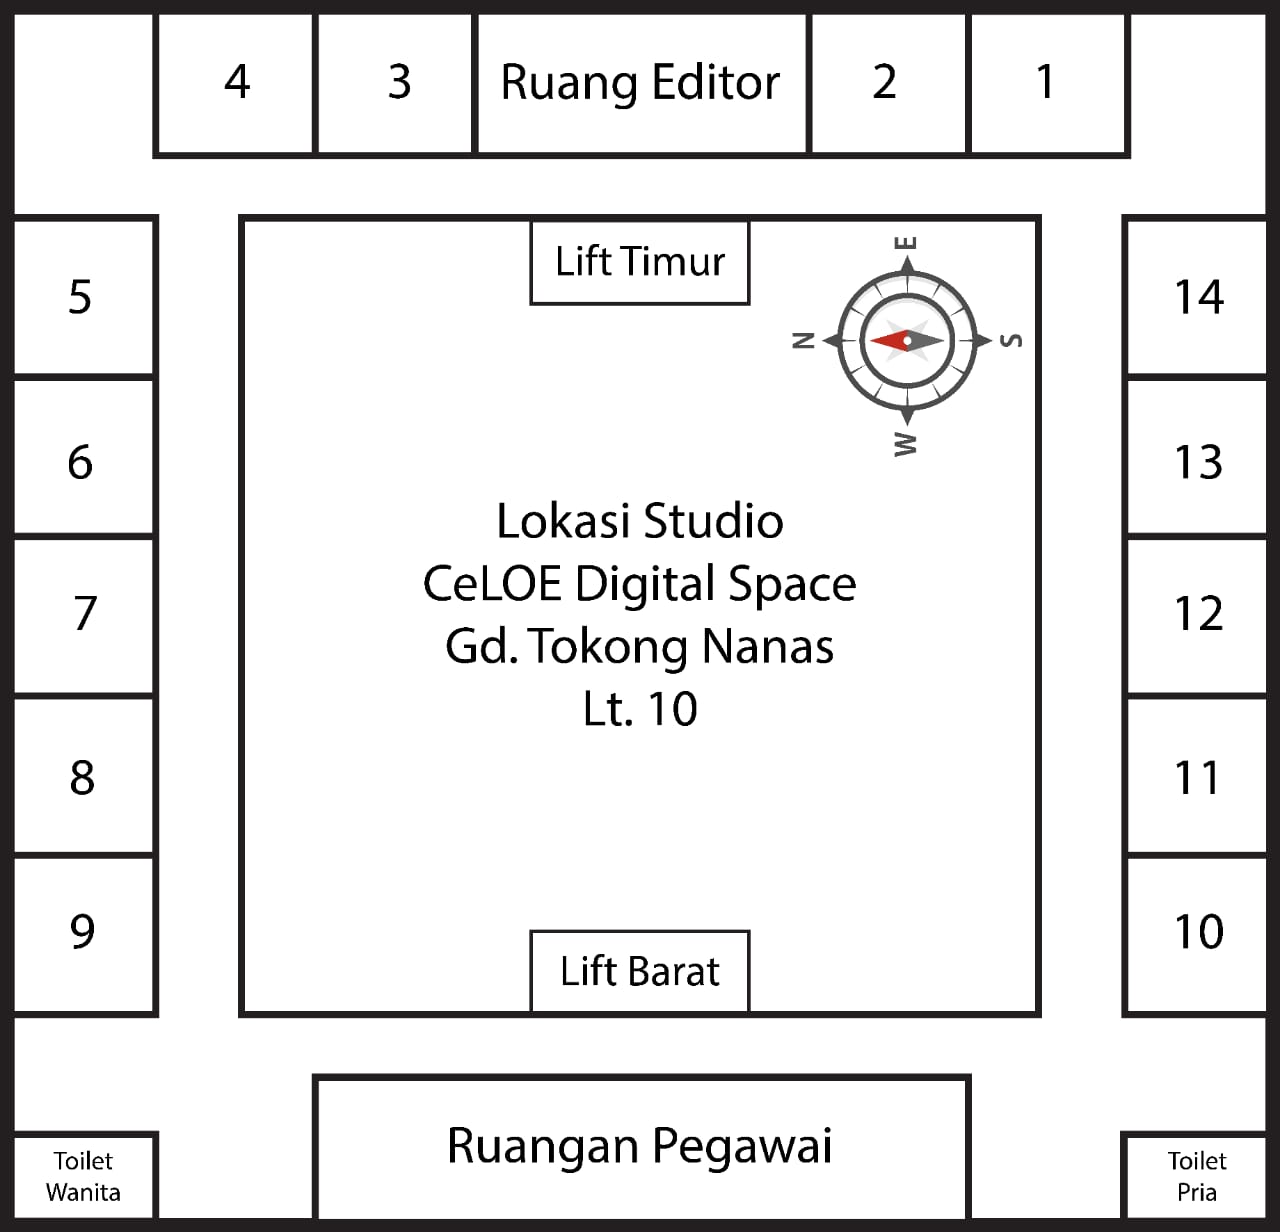 4
3
Ruang Editor
2
1
5
6
7
8
9
Lift Timur
E
N
S
W
Lokasi Studio
CeLOE Digital Space
Gd. Tokong Nanas
Lt. 10
Lift Barat
14
13
12
11
10
Toilet
Wanita
Ruangan Pegawai
Toilet
Pria